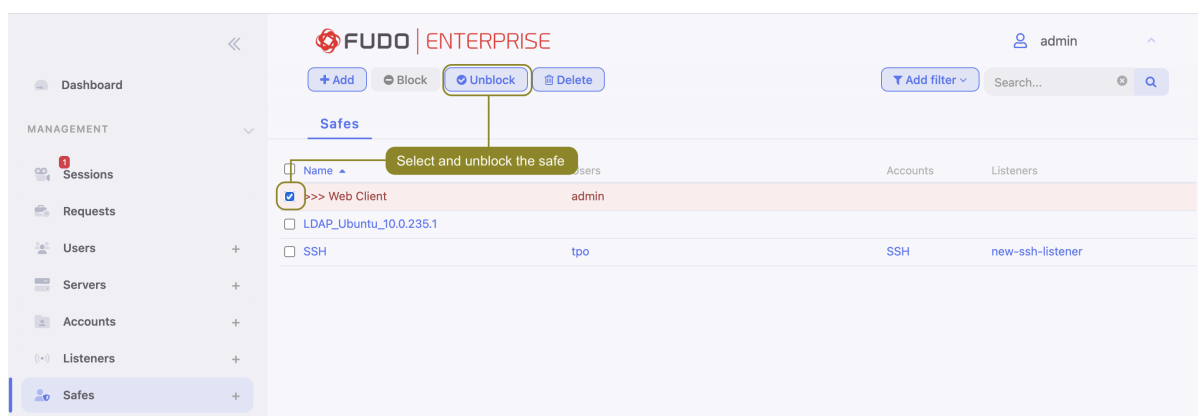 FUDO ENTERPRISE
admin
+ Add
Block
Unblock
Delete
Add filter
Search...
Dashboard
MANAGEMENT
1
Sessions
Requests
Users +
Servers +
Accounts +
Listeners +
Safes +
Safes
Select and unblock the safe
Name Accounts Listeners
>>> Web Client admin
LDAP_Ubuntu_10.0.235.1
SSH tpo SSH new-ssh-listener